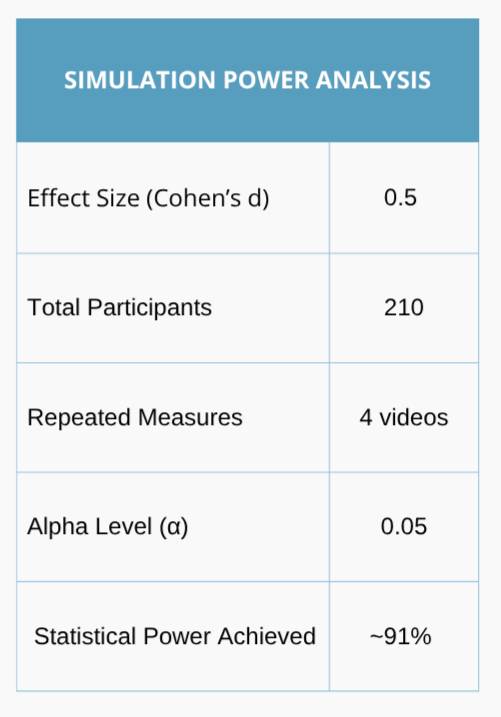 SIMULATION POWER ANALYSIS
Effect Size (Cohen’s d) 0.5
Total Participants 210
Repeated Measures 4 videos
Alpha Level (α) 0.05
Statistical Power Achieved ~91%